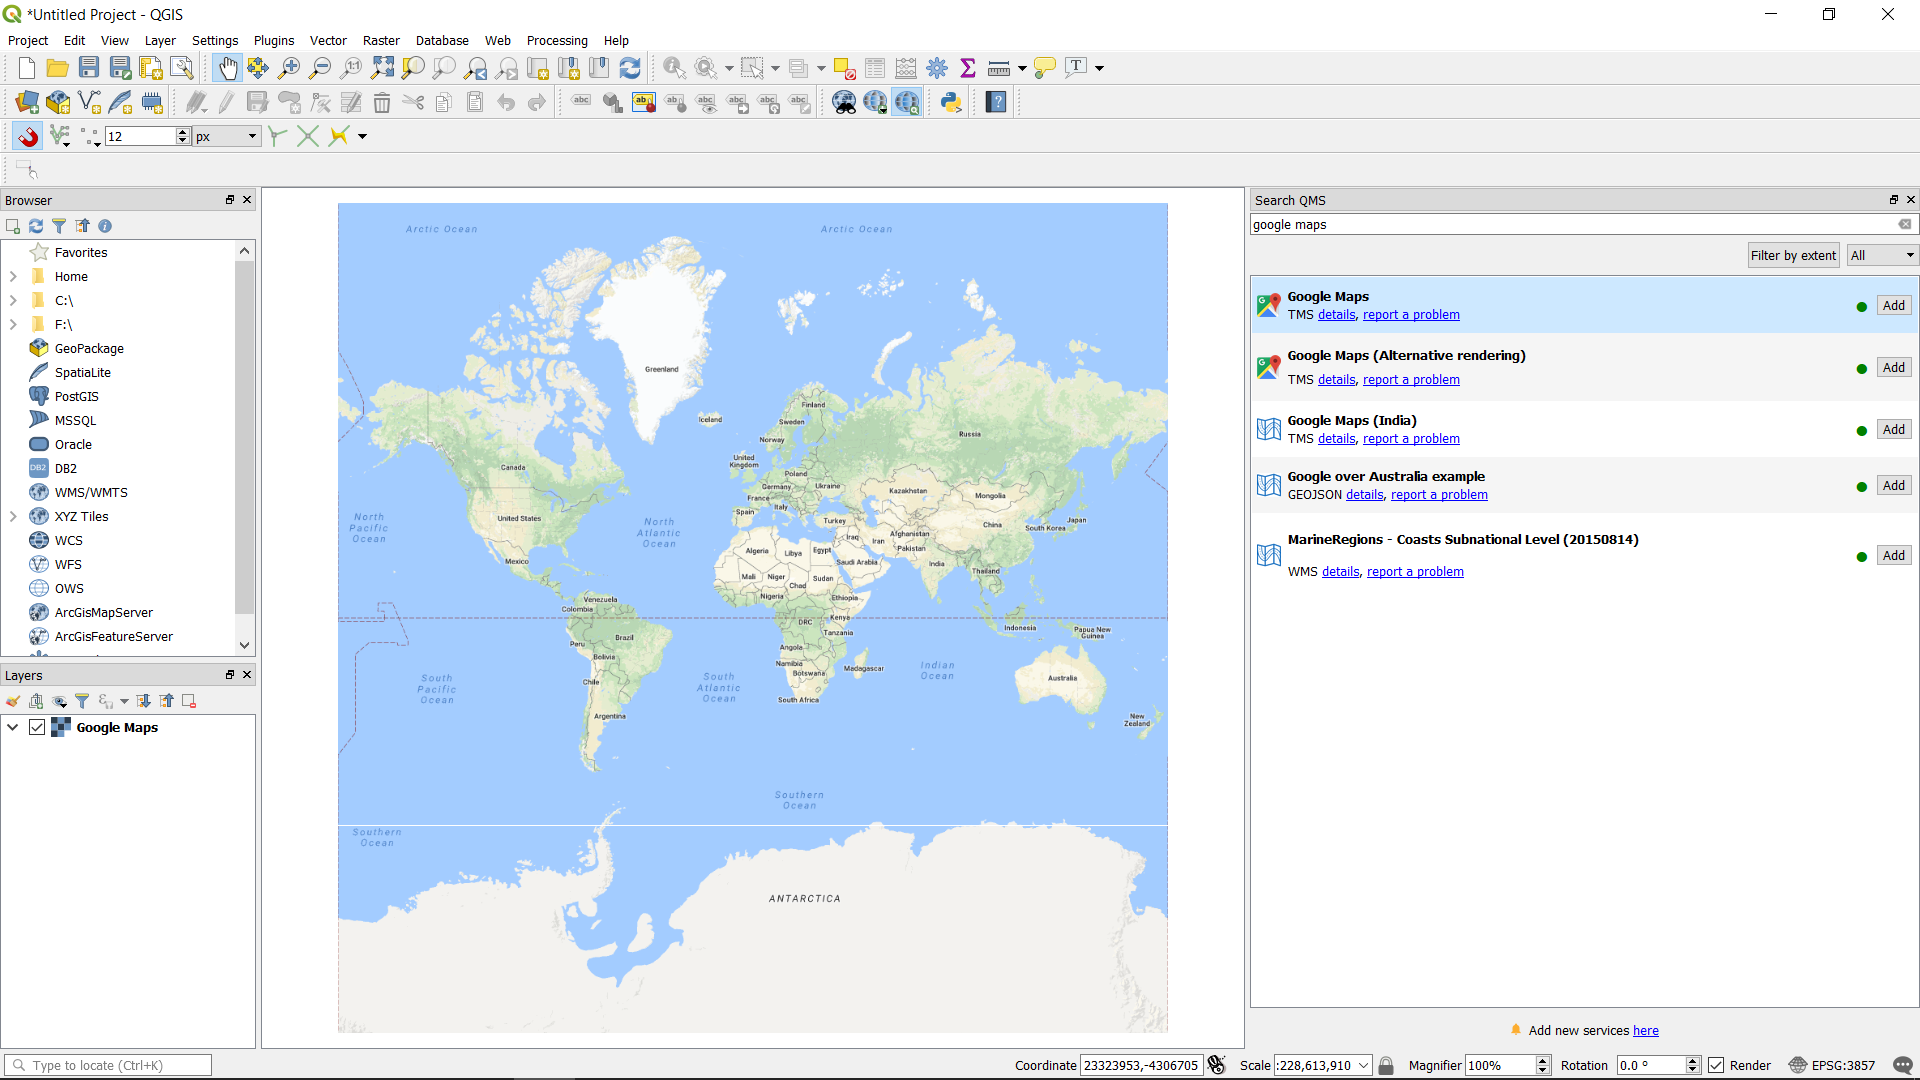 *Untitled Project - QGIS
Project Edit View Layer Settings Plugins Vector Raster Database Web Processing Help
12 px
Browser
Favorites
Home
C:\
F:\
GeoPackage
SpatiaLite
PostGIS
MSSQL
Oracle
DB2
WMS/WMTS
XYZ Tiles
WCS
WFS
OWS
ArcGisMapServer
ArcGisFeatureServer
Layers
Google Maps
Arctic Ocean
Arctic Ocean
Greenland
Iceland
Finland
Sweden
Norway
Russia
United Kingdom
Canada
Poland
Germany
Ukraine
France
Kazakhstan
Mongolia
Italy
Spain
United States
North Pacific Ocean
North Atlantic Ocean
Turkey
China
Japan
South Korea
Iraq
Iran
Afghanistan
Pakistan
Algeria
Libya
Egypt
Saudi Arabia
India
Mexico
Mali
Niger
Chad
Sudan
Thailand
Nigeria
Ethiopia
Venezuela
Colombia
DRC
Kenya
Indonesia
Papua New Guinea
Tanzania
Brazil
Peru
Angola
Bolivia
Namibia
Botswana
Madagascar
Indian Ocean
Australia
Chile
South Pacific Ocean
South Atlantic Ocean
South Africa
Argentina
New Zealand
Southern Ocean
Southern Ocean
ANTARCTICA
Search QMS
google maps
Filter by extent All
Google Maps
TMS details, report a problem Add
Google Maps (Alternative rendering)
TMS details, report a problem Add
Google Maps (India)
TMS details, report a problem Add
Google over Australia example
GEOJSON details, report a problem Add
MarineRegions - Coasts Subnational Level (20150814)
WMS details, report a problem Add
Add new services here
Type to locate (Ctrl+K) Coordinate 23323953,-4306705 Scale :228,613,910 Magnifier 100% Rotation 0.0 ° Render EPSG:3857